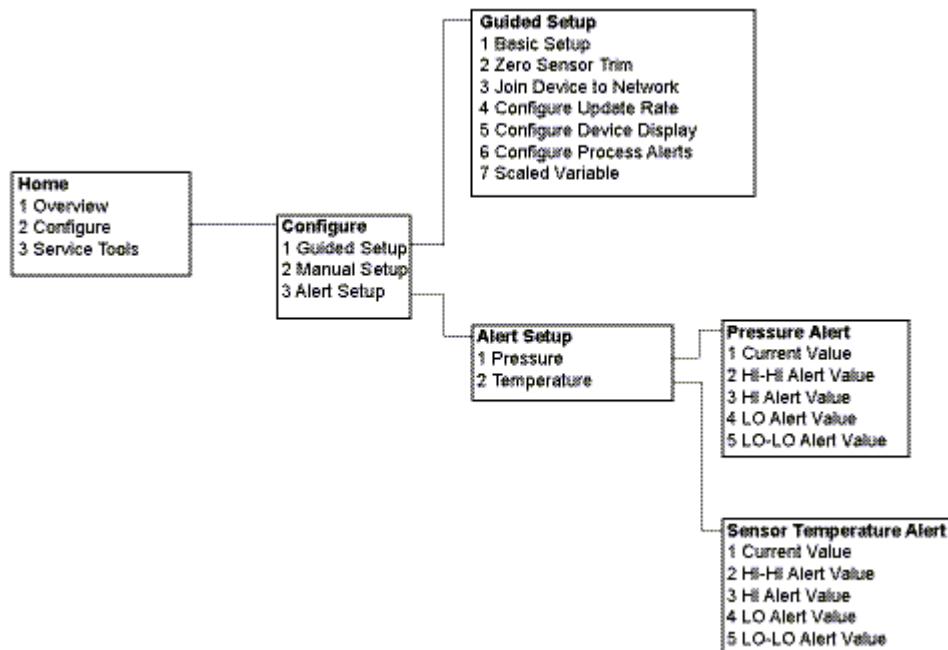 Guided Setup
1 Basic Setup
2 Zero Sensor Trim
3 Join Device to Network
4 Configure Update Rate
5 Configure Device Display
6 Configure Process Alerts
7 Scaled Variable
Home
1 Overview
2 Configure
3 Service Tools
Configure
1 Guided Setup
2 Manual Setup
3 Alert Setup
Alert Setup
1 Pressure
2 Temperature
Pressure Alert
1 Current Value
2 HI-HI Alert Value
3 HI Alert Value
4 LO Alert Value
5 LO-LO Alert Value
Sensor Temperature Alert
1 Current Value
2 HI-HI Alert Value
3 HI Alert Value
4 LO Alert Value
5 LO-LO Alert Value